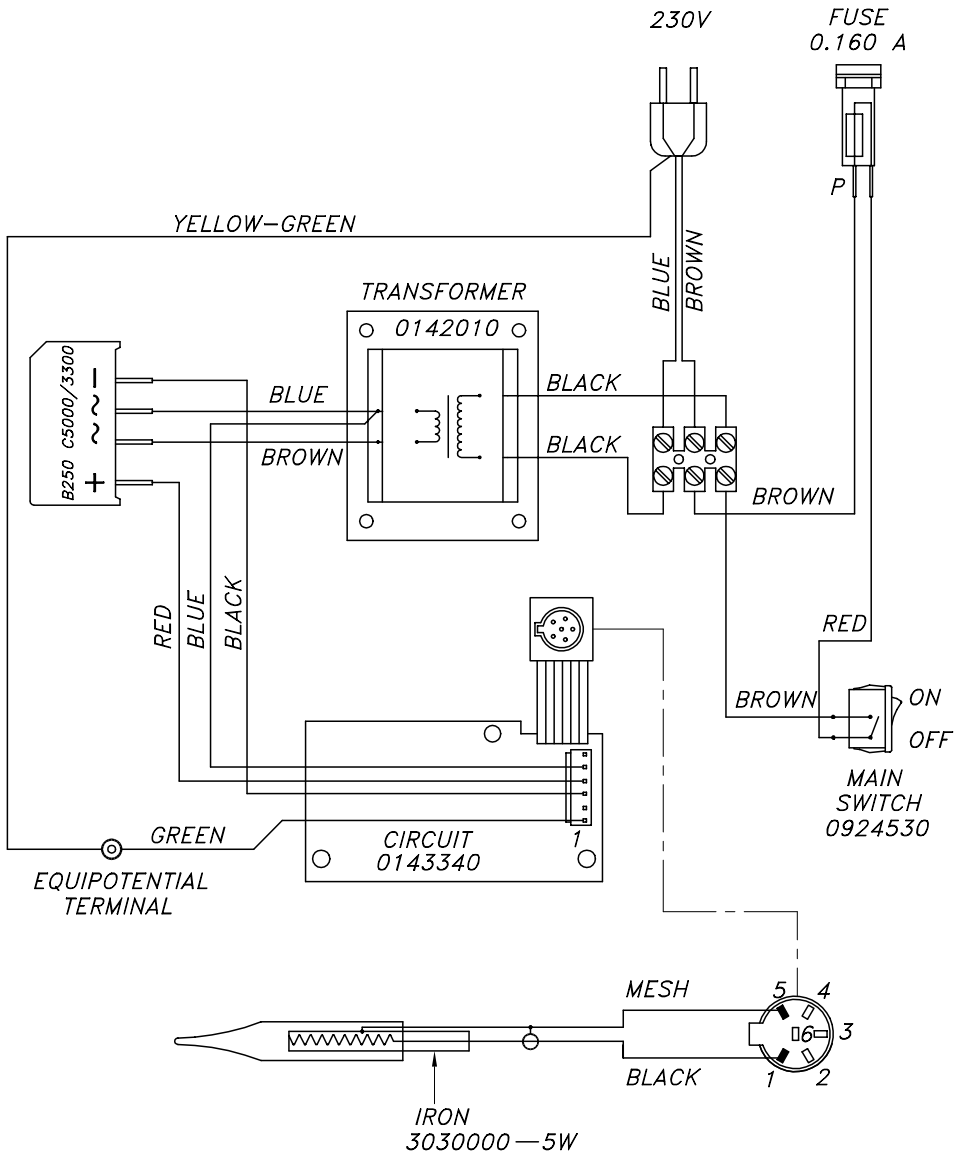 230V
FUSE
0.160 A
P
YELLOW-GREEN
BLUE
BROWN
TRANSFORMER
0142010
B250 C5000/3300
- ~ ~ +
BLUE
BROWN
BLACK
BLACK
BROWN
RED
BLUE
BLACK
RED
BROWN
ON
OFF
MAIN
SWITCH
0924530
GREEN
CIRCUIT
0143340
1
EQUIPOTENTIAL
TERMINAL
MESH
BLACK
5
4
6
3
1
2
IRON
3030000-5W